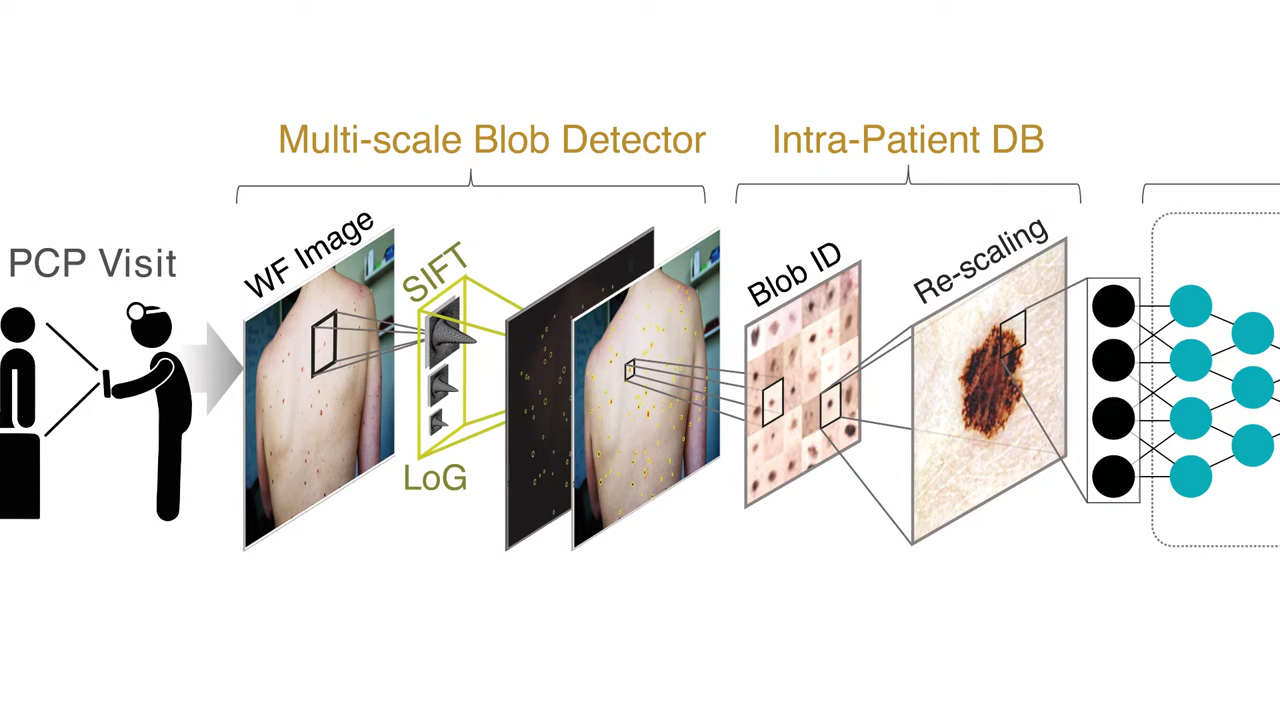 Multi-scale Blob Detector
Intra-Patient DB
PCP Visit
WF Image
SIFT
LoG
Blob ID
Re-scaling